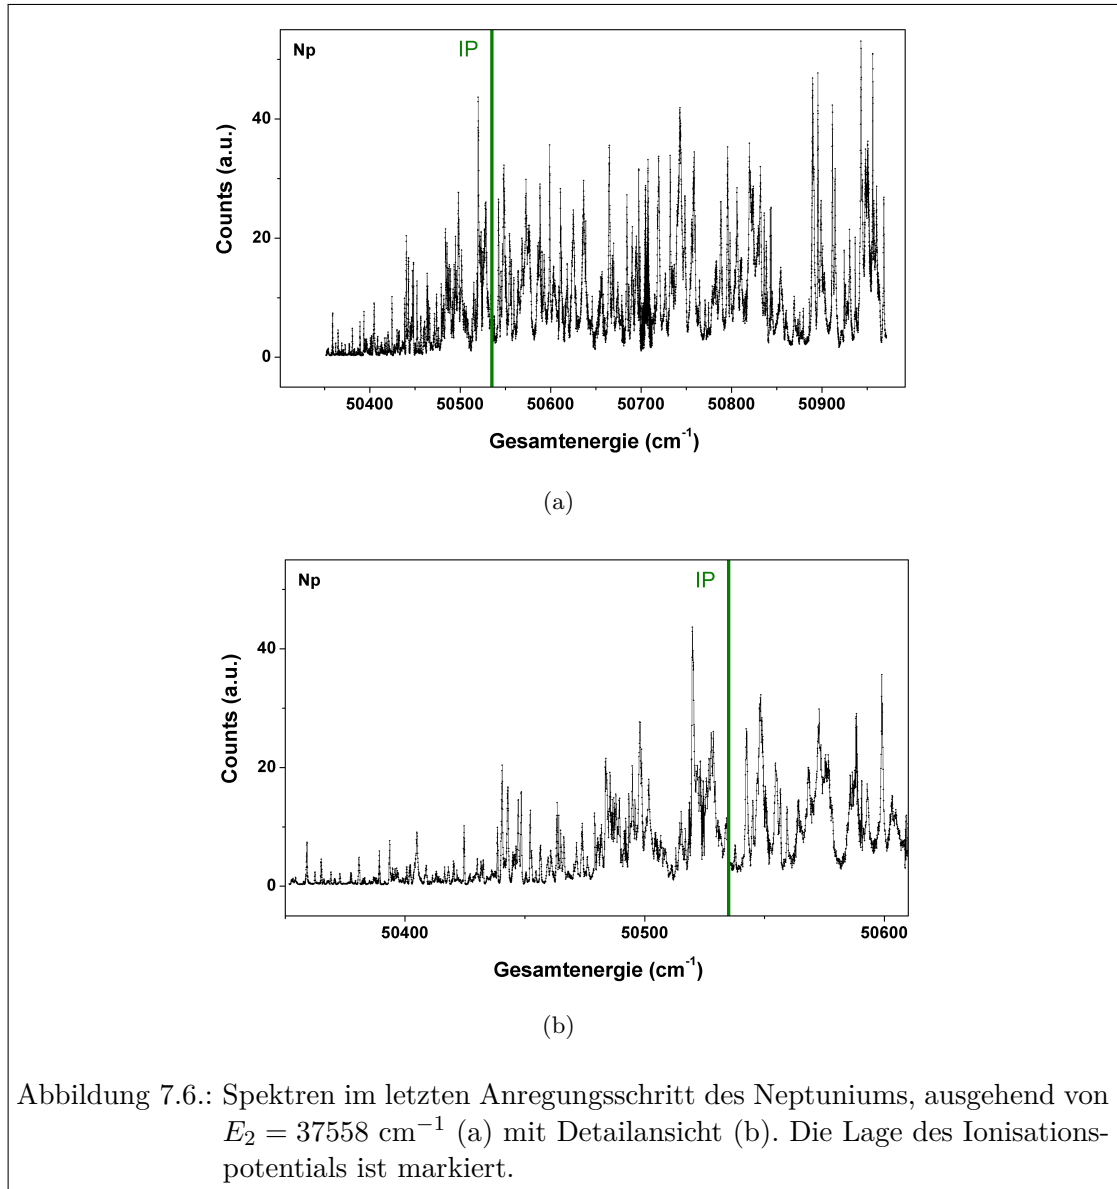 Np
IP
40
20
0
Counts (a.u.)
50400 50500 50600 50700 50800 50900
Gesamtenergie (cm⁻¹)
(a)
Np
IP
40
20
0
Counts (a.u.)
50400 50500 50600
Gesamtenergie (cm⁻¹)
(b)
Abbildung 7.6.: Spektren im letzten Anregungsschritt des Neptuniums, ausgehend von
E₂ = 37558 cm⁻¹ (a) mit Detailansicht (b). Die Lage des Ionisations-
potentials ist markiert.